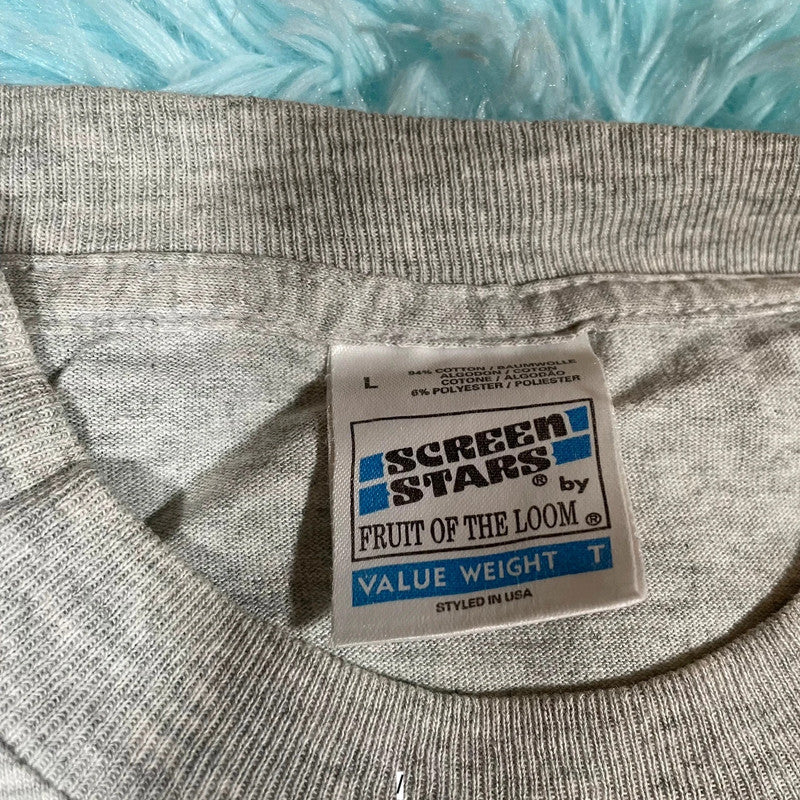 L
84% COTTON / BAUMWOLLE
ALGODON / COTON
COTONE / ALGODÃO
6% POLYESTER / POLIESTER
SCREEN
STARS®
by
FRUIT OF THE LOOM®
VALUE WEIGHT T
STYLED IN USA